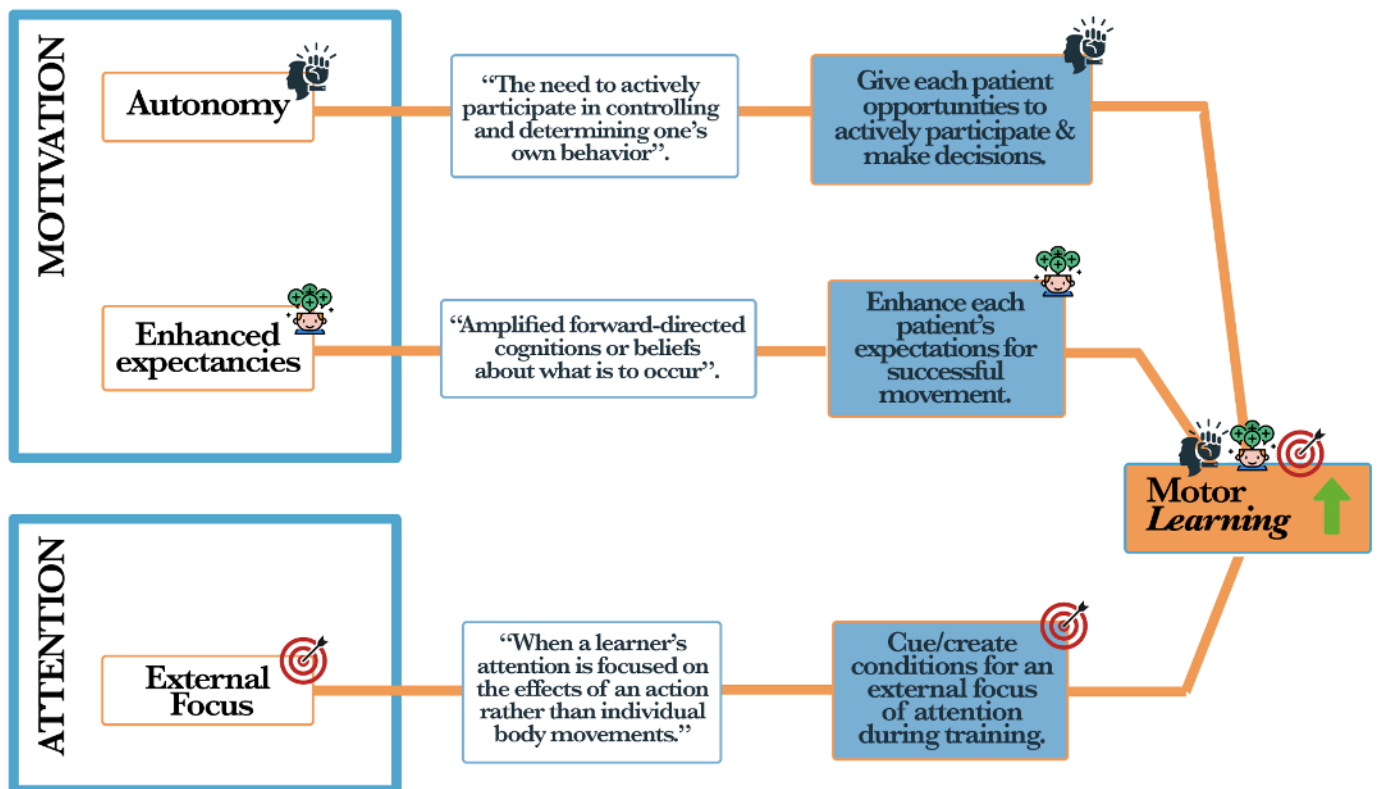 MOTIVATION
Autonomy
“The need to actively
participate in controlling
and determining one’s
own behavior”.
Give each patient
opportunities to
actively participate &
make decisions.
Enhanced
expectancies
“Amplified forward-directed
cognitions or beliefs
about what is to occur”.
Enhance each
patient’s
expectations for
successful
movement.
Motor
Learning
ATTENTION
External
Focus
“When a learner’s
attention is focused on
the effects of an action
rather than individual
body movements.”
Cue/create
conditions for an
external focus
of attention
during training.